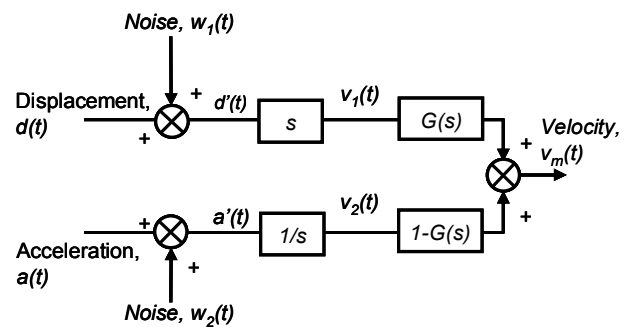 Noise, w1(t)
+
Displacement,
d(t)
+
d'(t)
s
v1(t)
G(s)
+
Velocity,
vm(t)
+
+
Acceleration,
a(t)
+
a'(t)
1/s
v2(t)
1-G(s)
Noise, w2(t)